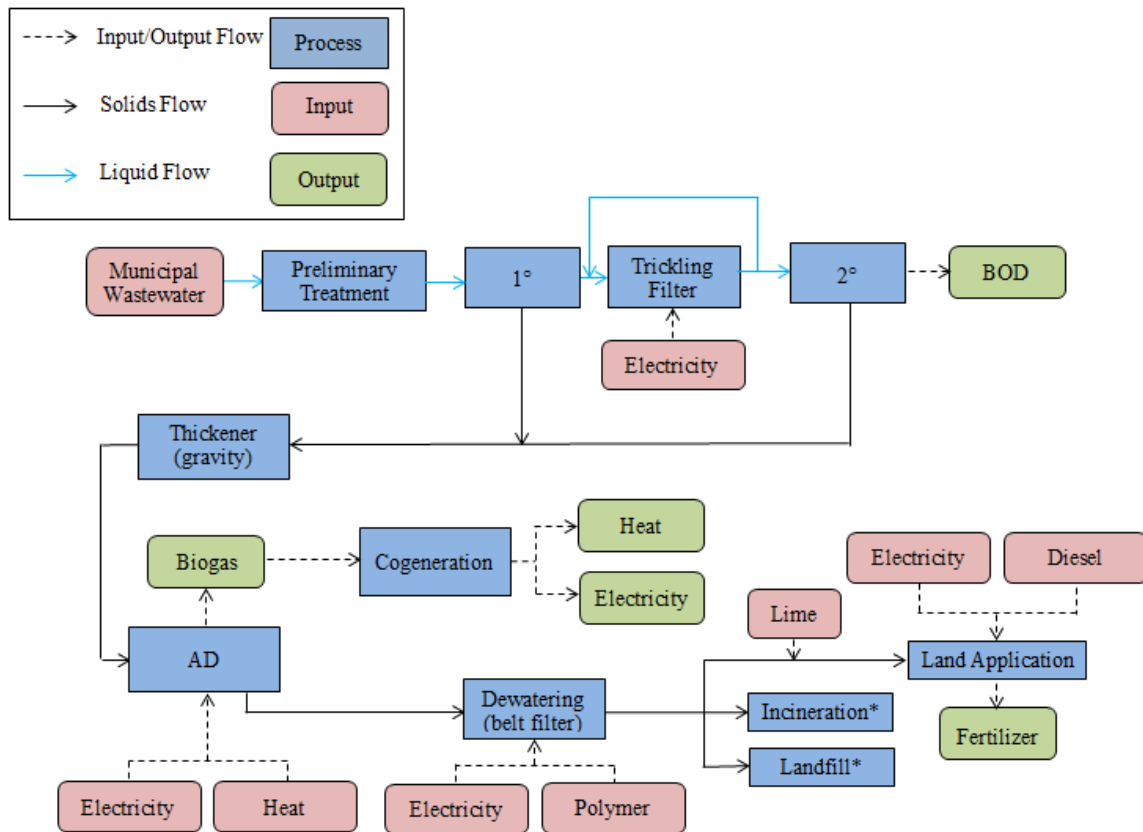 Input/Output Flow
Process
Solids Flow
Input
Liquid Flow
Output
Municipal
Wastewater
Preliminary
Treatment
1°
Trickling
Filter
2°
BOD
Electricity
Thickener
(gravity)
Biogas
Cogeneration
Heat
Electricity
Electricity
Diesel
Lime
AD
Land Application
Dewatering
(belt filter)
Incineration*
Fertilizer
Landfill*
Electricity
Heat
Electricity
Polymer